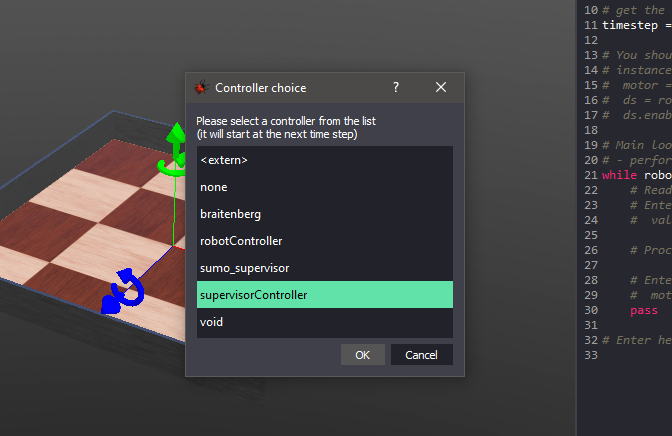 Controller choice
?
Please select a controller from the list
(it will start at the next time step)
<extern>
none
braitenberg
robotController
sumo_supervisor
supervisorController
void
OK
Cancel
10 # get the
11 timestep =
12
13 # You shou
14 # instance
15 #  motor =
16 #  ds = ro
17 #  ds.enab
18
19 # Main loo
20 # - perfor
21 while robo
22 # Read
23 # Ente
24 #  val
25
26 # Proc
27
28 # Ente
29 #  mot
30 pass
31
32 # Enter he
33